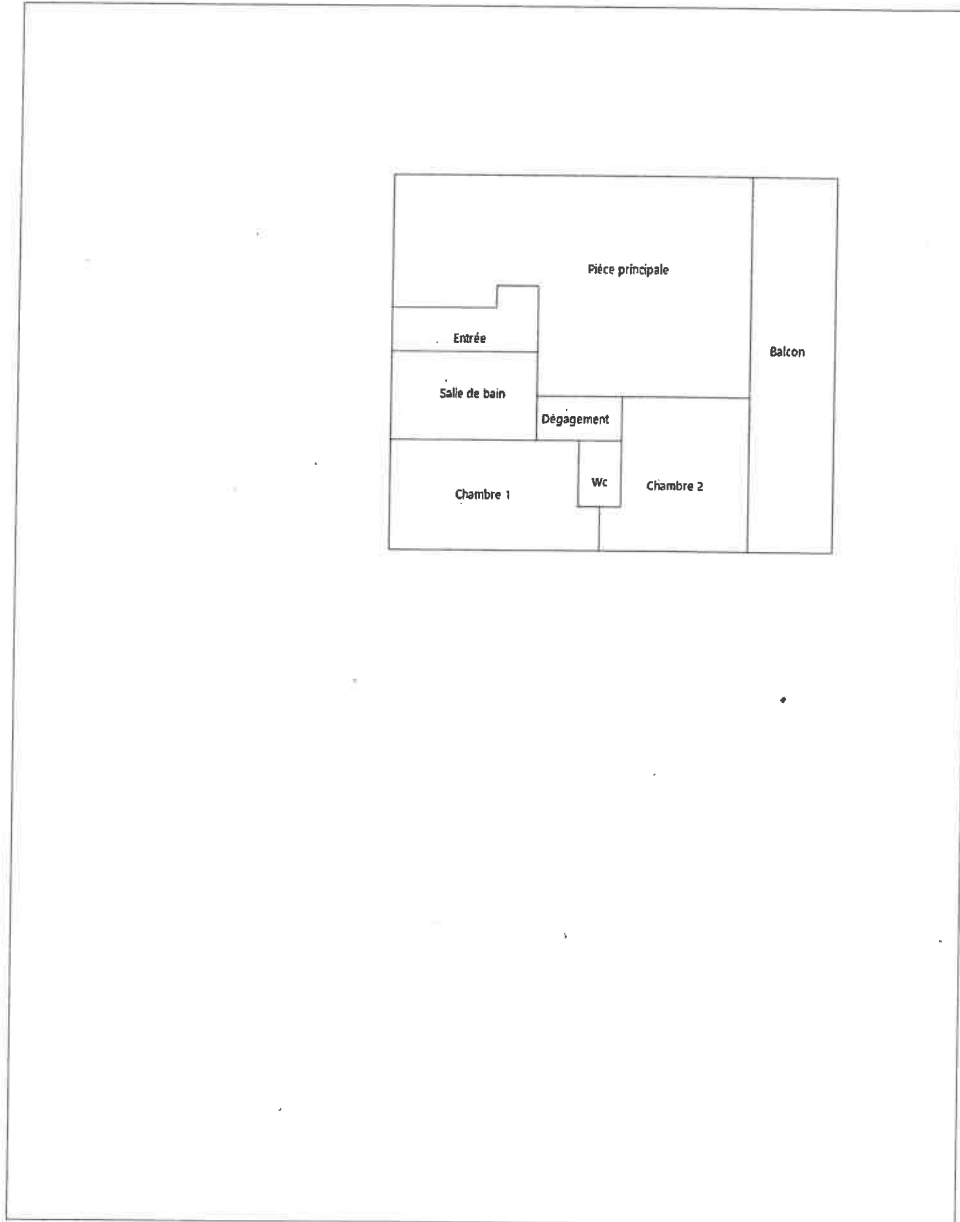 Pièce principale
Entrée
Balcon
Salle de bain
Dégagement
Wc
Chambre 2
Chambre 1